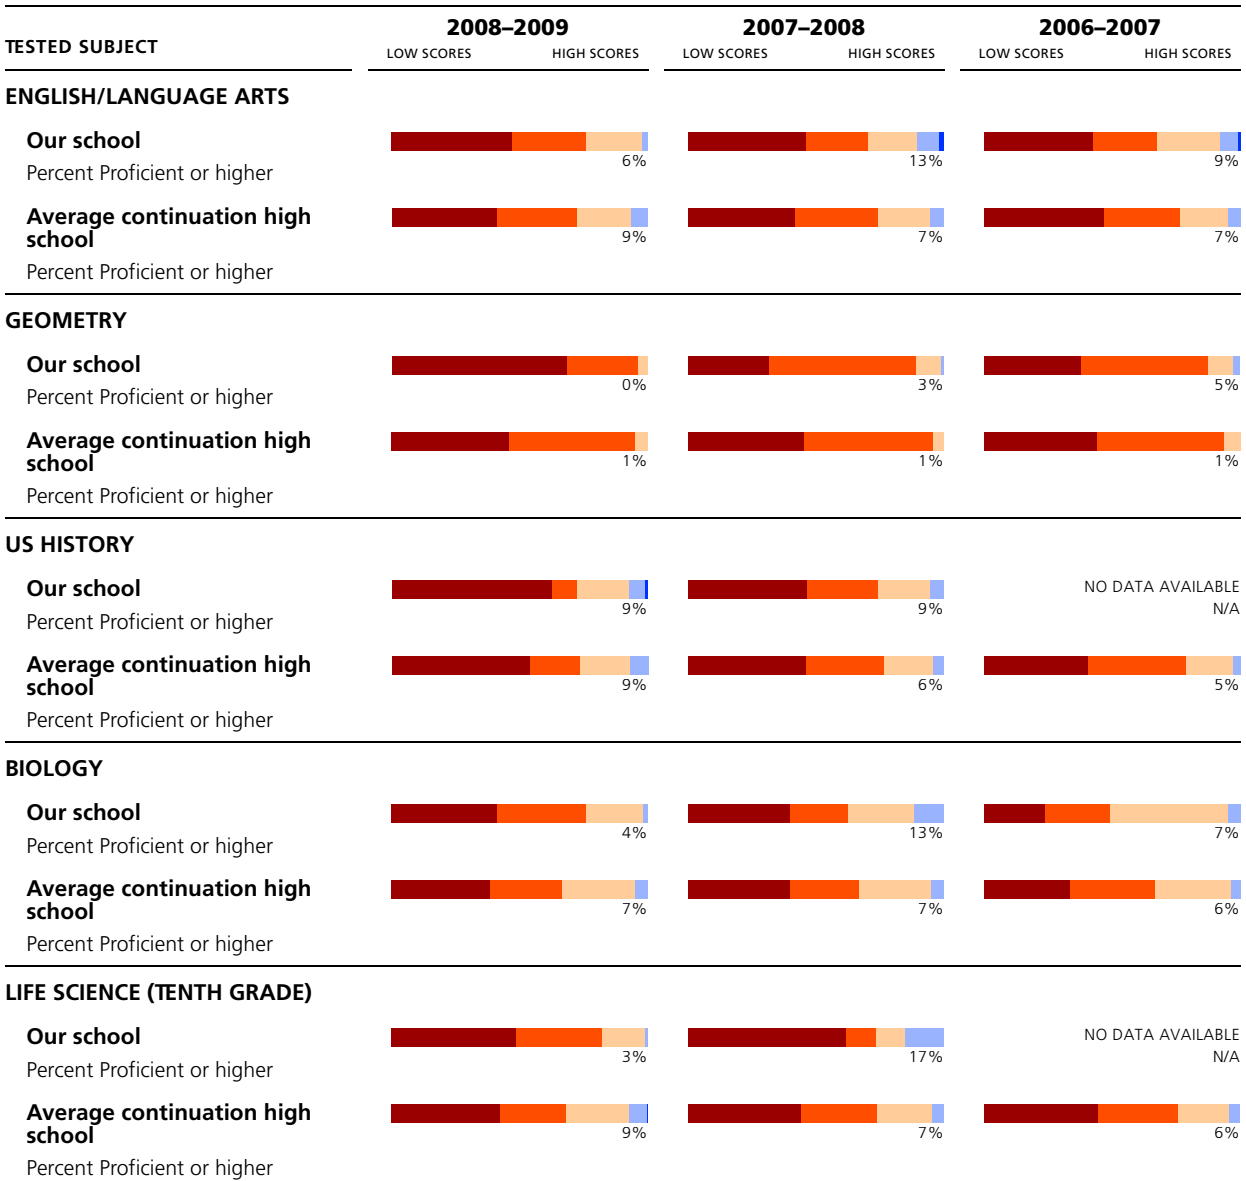 2008–2009 2007–2008 2006–2007
TESTED SUBJECT LOW SCORES HIGH SCORES LOW SCORES HIGH SCORES LOW SCORES HIGH SCORES
ENGLISH/LANGUAGE ARTS
Our school
6% 13% 9%
Percent Proficient or higher
Average continuation high
school 9% 7% 7%
Percent Proficient or higher
GEOMETRY
Our school
0% 3% 5%
Percent Proficient or higher
Average continuation high
school 1% 1% 1%
Percent Proficient or higher
US HISTORY
Our school NO DATA AVAILABLE
9% 9% N/A
Percent Proficient or higher
Average continuation high
school 9% 6% 5%
Percent Proficient or higher
BIOLOGY
Our school
4% 13% 7%
Percent Proficient or higher
Average continuation high
school 7% 7% 6%
Percent Proficient or higher
LIFE SCIENCE (TENTH GRADE)
Our school NO DATA AVAILABLE
3% 17% N/A
Percent Proficient or higher
Average continuation high
school 9% 7% 6%
Percent Proficient or higher